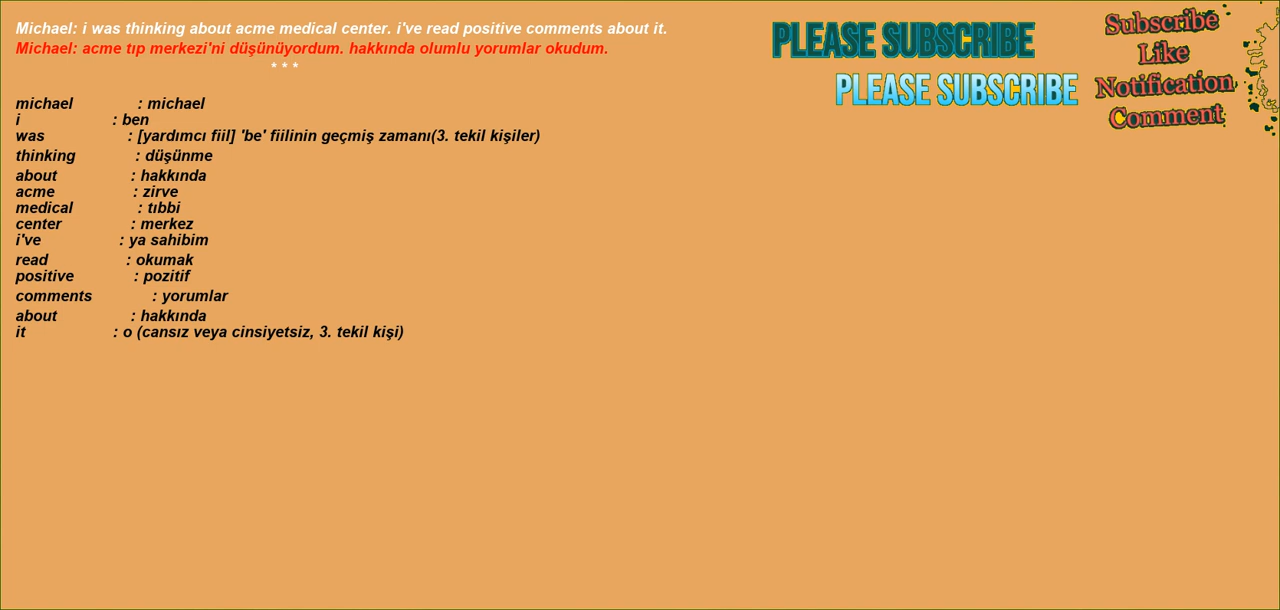 Michael: i was thinking about acme medical center. i've read positive comments about it.
Michael: acme tıp merkezi'ni düşünüyordum. hakkında olumlu yorumlar okudum.
* * *
michael : michael
i : ben
was : [yardımcı fiil] 'be' fiilinin geçmiş zamanı(3. tekil kişiler)
thinking : düşünme
about : hakkında
acme : zirve
medical : tıbbi
center : merkez
i've : ya sahibim
read : okumak
positive : pozitif
comments : yorumlar
about : hakkında
it : o (cansız veya cinsiyetsiz, 3. tekil kişi)
PLEASE SUBSCRIBE
PLEASE SUBSCRIBE
Subscribe
Like
Notification
Comment